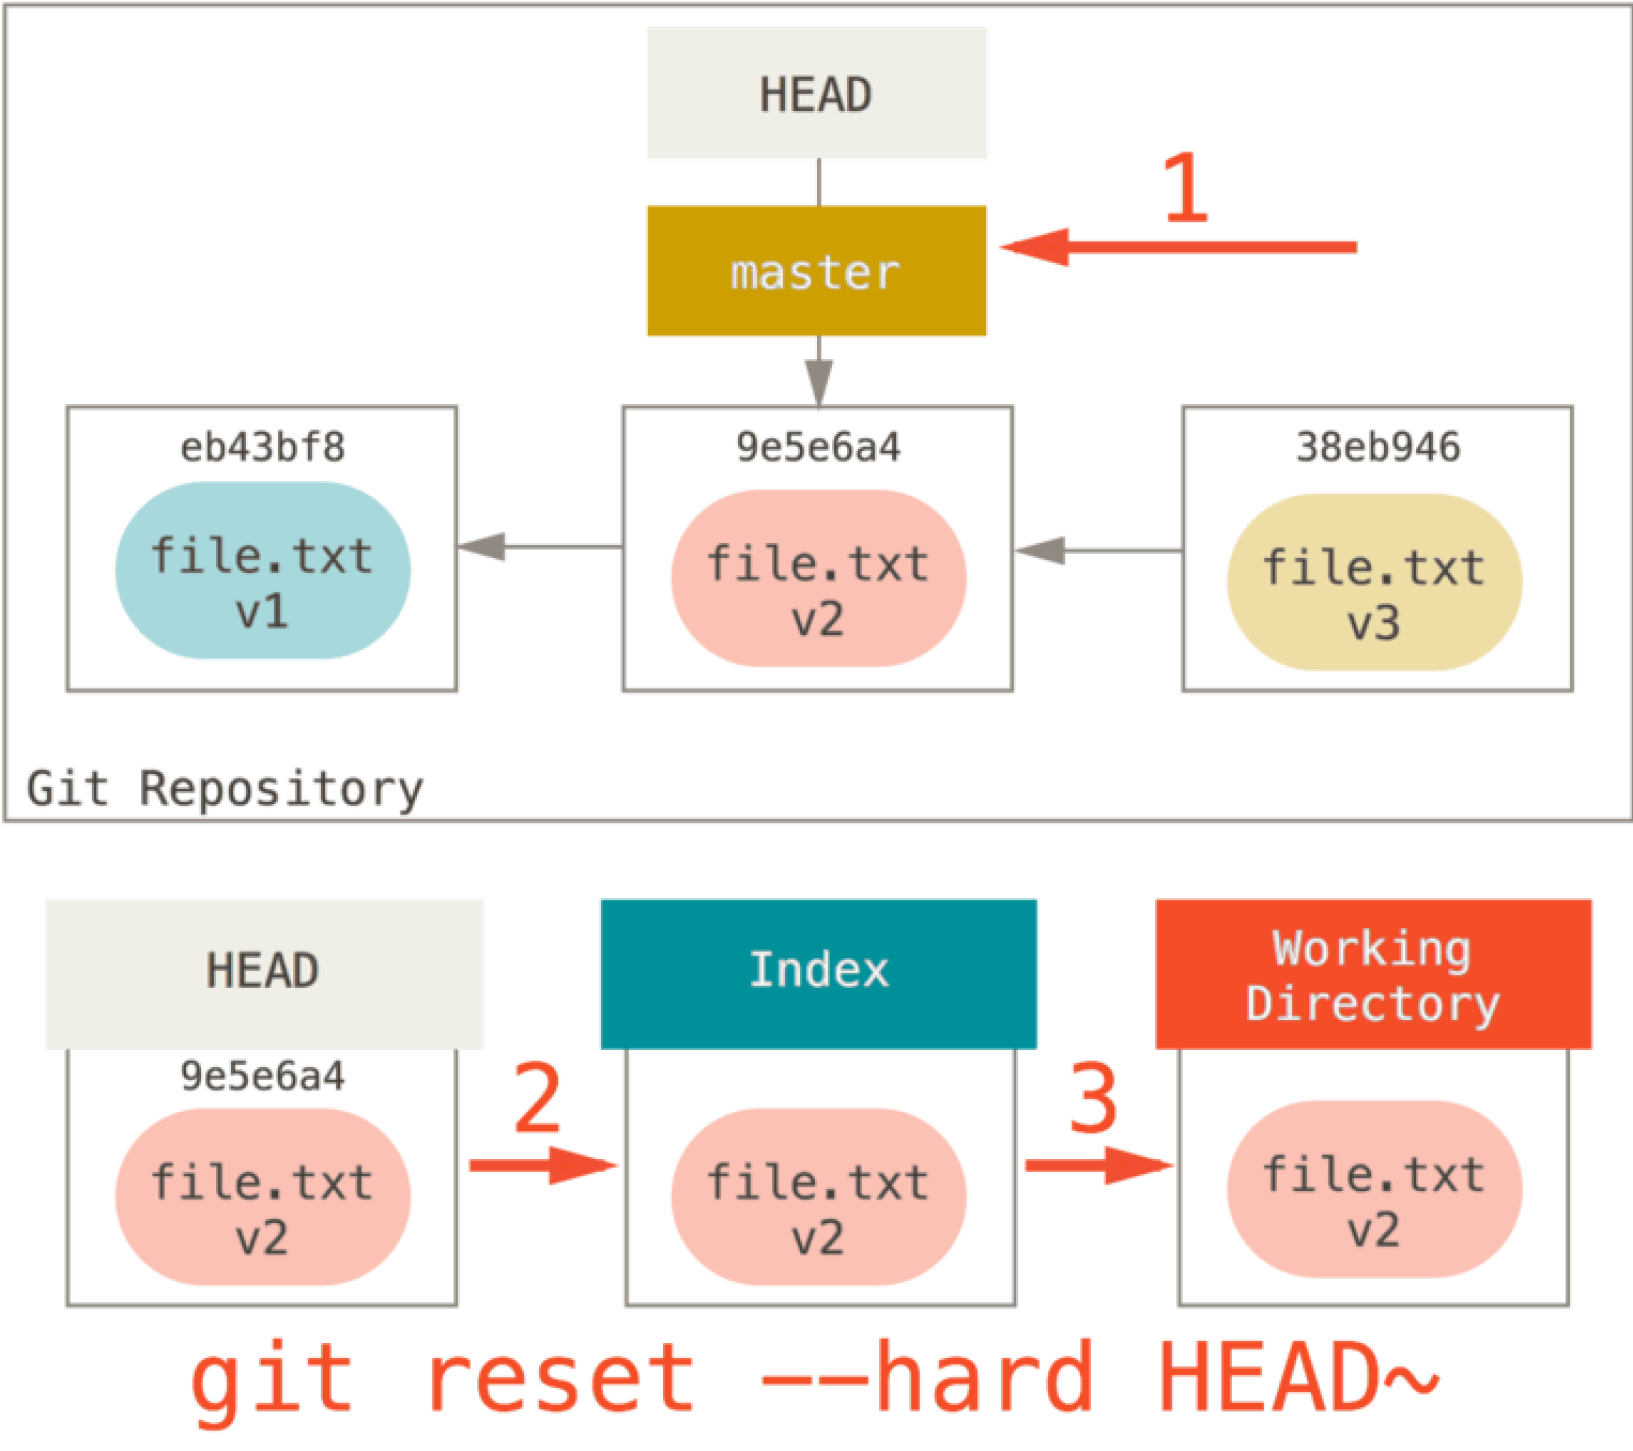 HEAD
1
master
eb43bf8
9e5e6a4
38eb946
file.txt
v1
file.txt
v2
file.txt
v3
Git Repository
HEAD
Index
Working
Directory
9e5e6a4
2
3
file.txt
v2
file.txt
v2
file.txt
v2
git reset --hard HEAD~